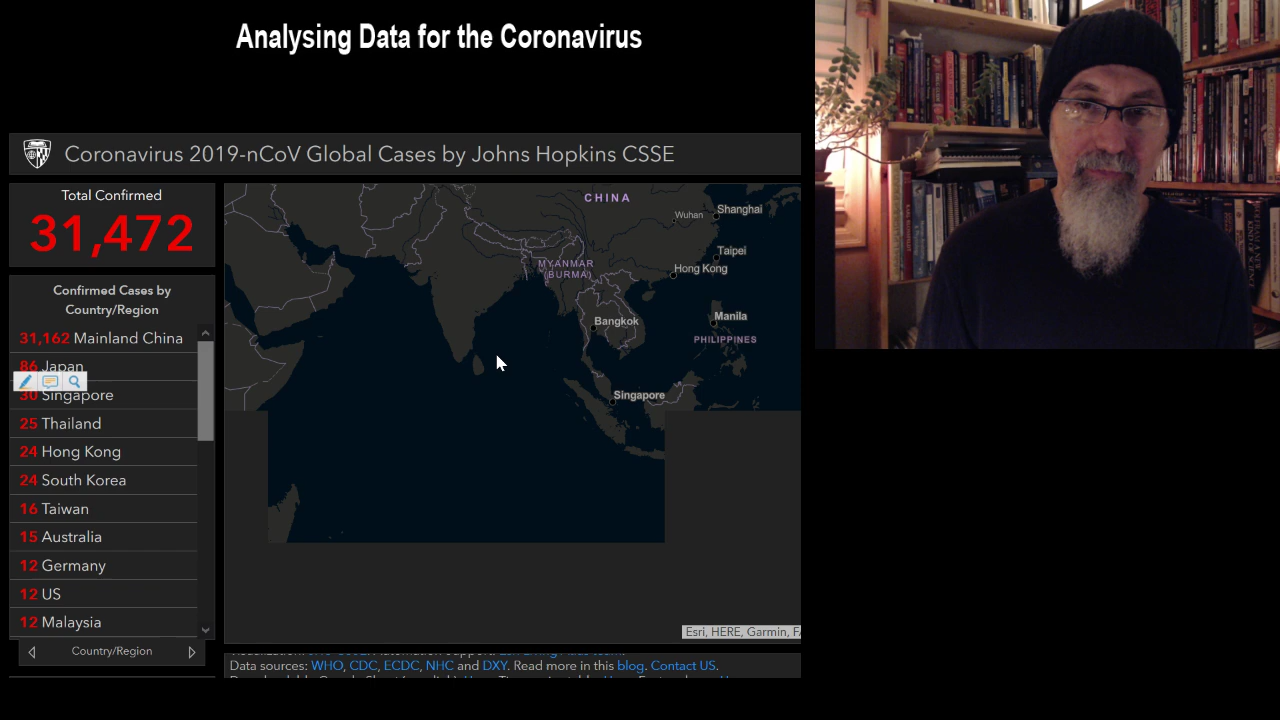 Analysing Data for the Coronavirus
Coronavirus 2019-nCoV Global Cases by Johns Hopkins CSSE
Total Confirmed
31,472
Confirmed Cases by
Country/Region
31,162 Mainland China
86 Japan
30 Singapore
25 Thailand
24 Hong Kong
24 South Korea
16 Taiwan
15 Australia
12 Germany
12 US
12 Malaysia
Country/Region
CHINA
Wuhan
Shanghai
Taipei
MYANMAR
(BURMA)
Hong Kong
Manila
Bangkok
PHILIPPINES
Singapore
Esri, HERE, Garmin,
Data sources: WHO, CDC, ECDC, NHC and DXY. Read more in this blog. Contact US.